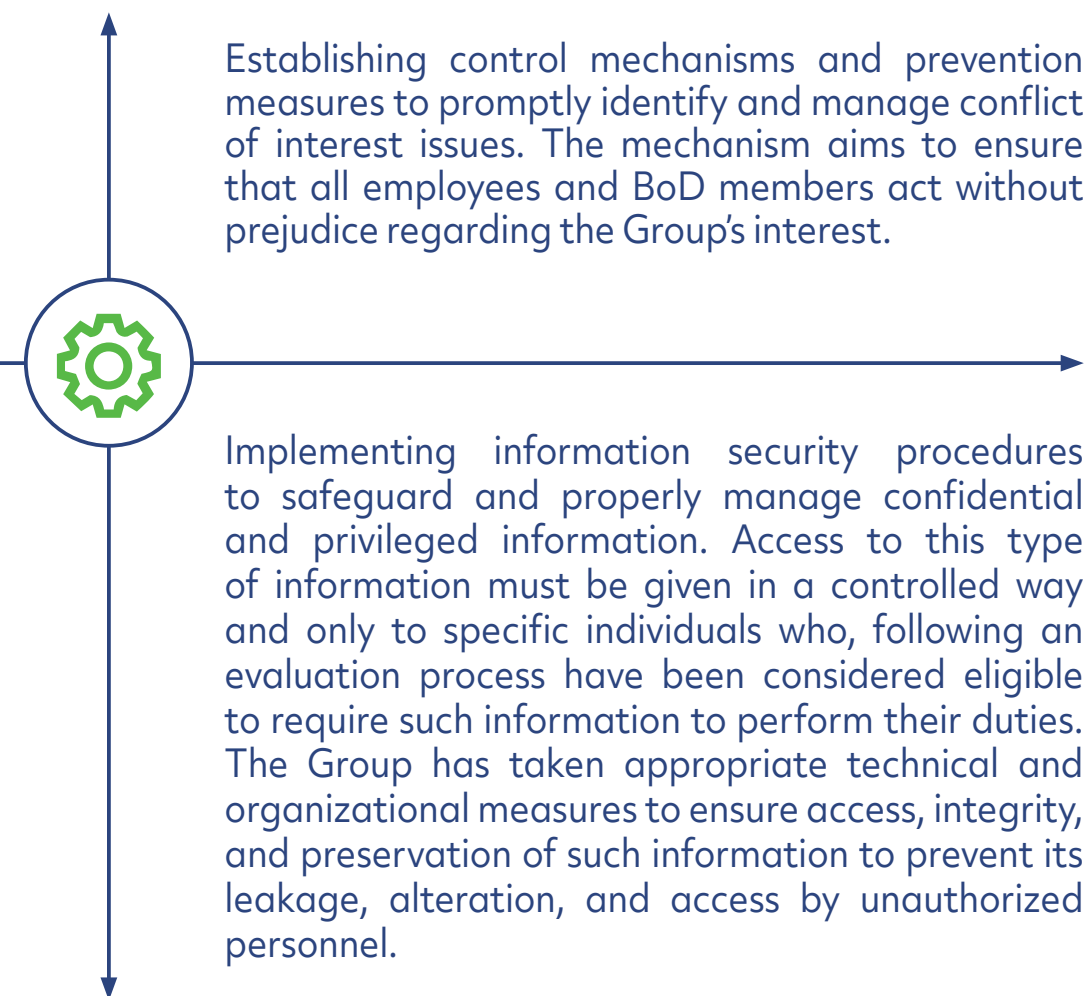 Establishing control mechanisms and prevention
measures to promptly identify and manage conflict
of interest issues. The mechanism aims to ensure
that all employees and BoD members act without
prejudice regarding the Group's interest.
Implementing information security procedures
to safeguard and properly manage confidential
and privileged information. Access to this type
of information must be given in a controlled way
and only to specific individuals who, following an
evaluation process have been considered eligible
to require such information to perform their duties.
The Group has taken appropriate technical and
organizational measures to ensure access, integrity,
and preservation of such information to prevent its
leakage, alteration, and access by unauthorized
personnel.